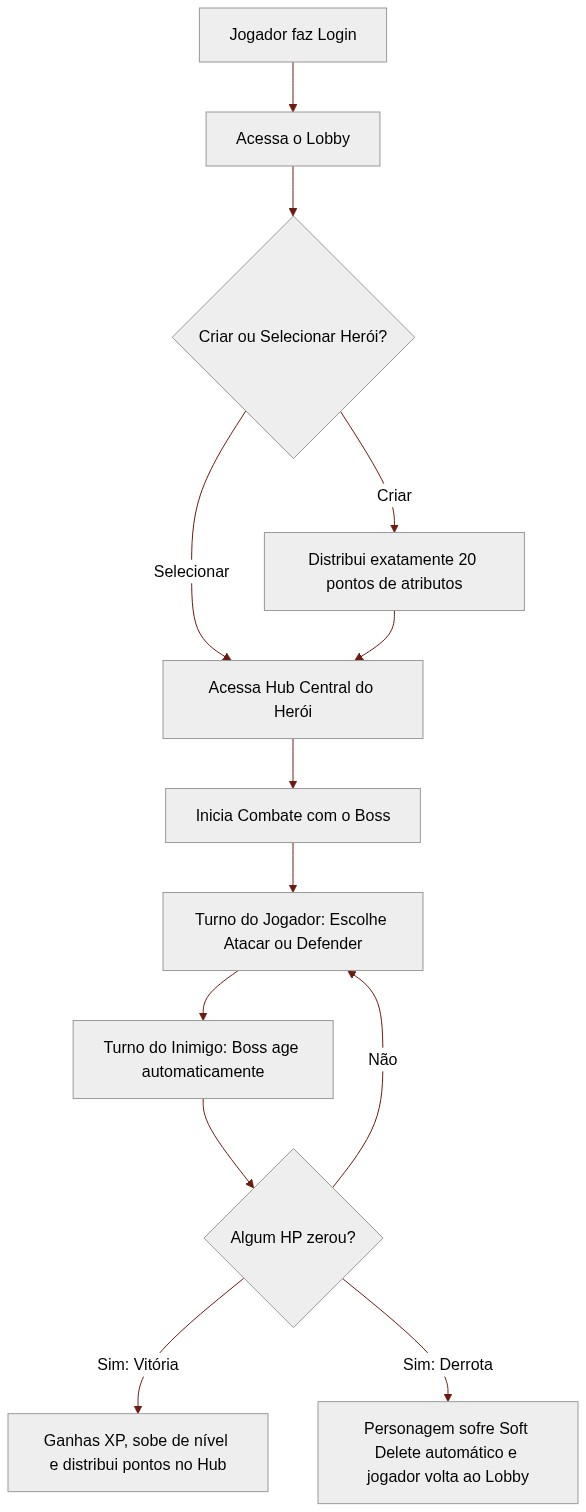 Jogador faz Login
Acessa o Lobby
Criar ou Selecionar Herói?
Criar
Distribui exatamente 20
pontos de atributos
Selecionar
Acessa Hub Central do
Herói
Inicia Combate com o Boss
Turno do Jogador: Escolhe
Atacar ou Defender
Turno do Inimigo: Boss age
automaticamente
Não
Algum HP zerou?
Sim: Vitória
Sim: Derrota
Ganhas XP, sobe de nível
e distribui pontos no Hub
Personagem sofre Soft
Delete automático e
jogador volta ao Lobby